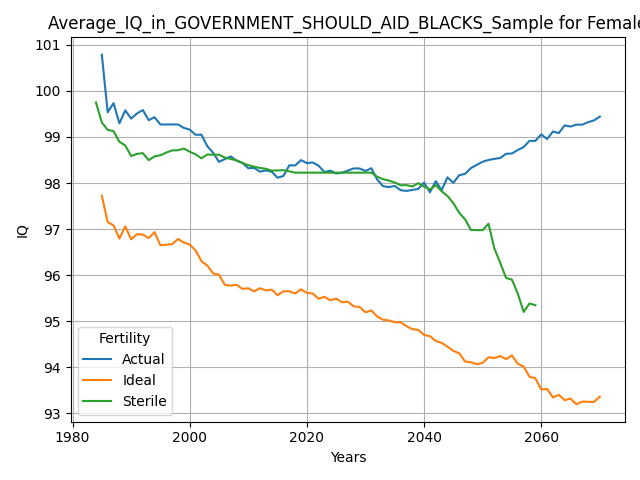 Average_IQ_in_GOVERNMENT_SHOULD_AID_BLACKS_Sample for Female
101
100
99
98
97
96
95
94
93
IQ
Fertility
Actual
Ideal
Sterile
1980
2000
2020
2040
2060
Years